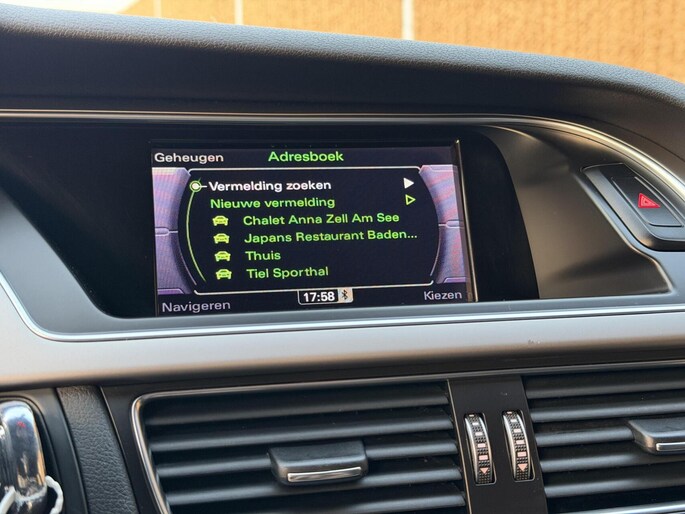 Geheugen Adresboek
Vermelding zoeken
Nieuwe vermelding
Chalet Anna Zell Am See
Japans Restaurant Baden...
Thuis
Tiel Sporthal
Navigeren 17:58 Kiezen